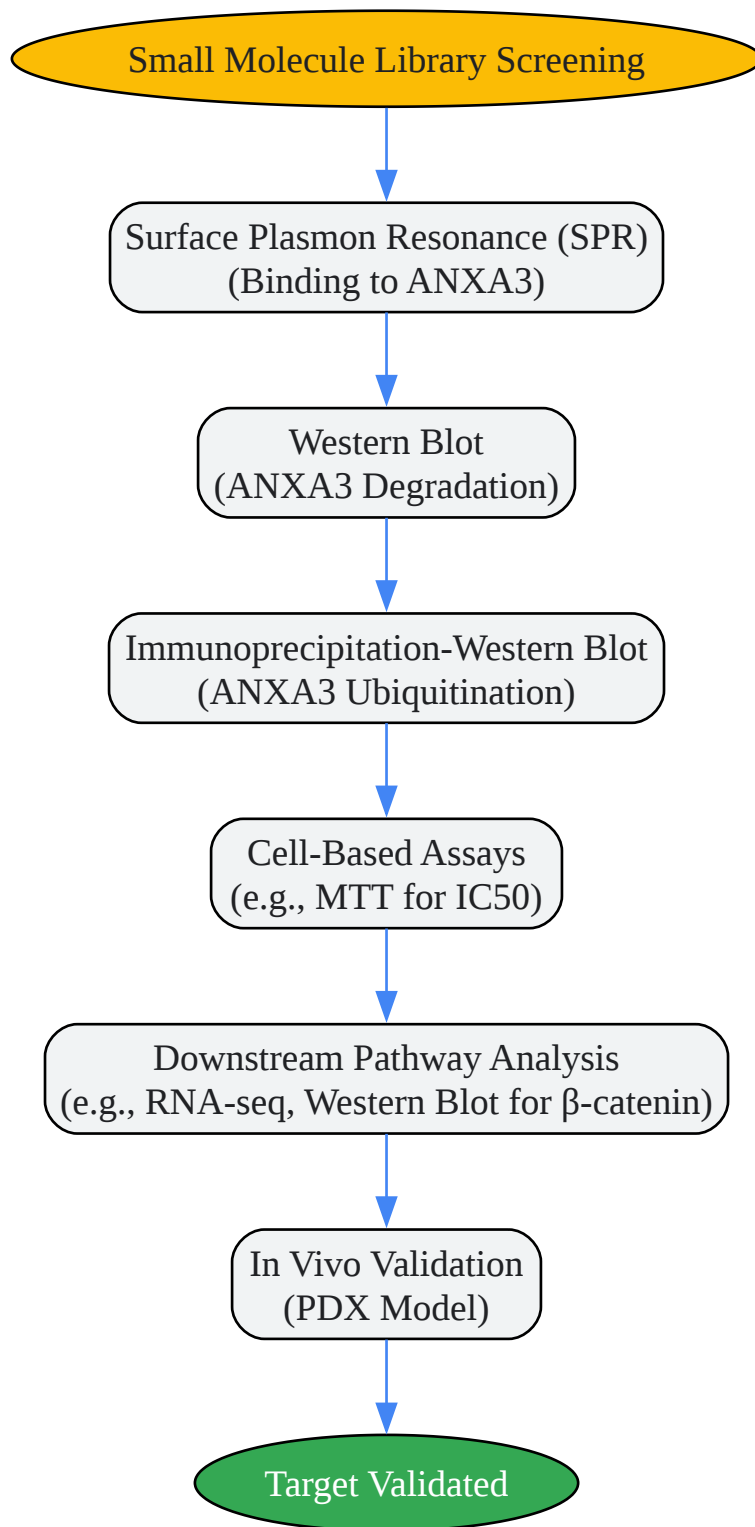 Small Molecule Library Screening
Surface Plasmon Resonance (SPR)
(Binding to ANXA3)
Western Blot
(ANXA3 Degradation)
Immunoprecipitation-Western Blot
(ANXA3 Ubiquitination)
Cell-Based Assays
(e.g., MTT for IC50)
Downstream Pathway Analysis
(e.g., RNA-seq, Western Blot for β-catenin)
In Vivo Validation
(PDX Model)
Target Validated